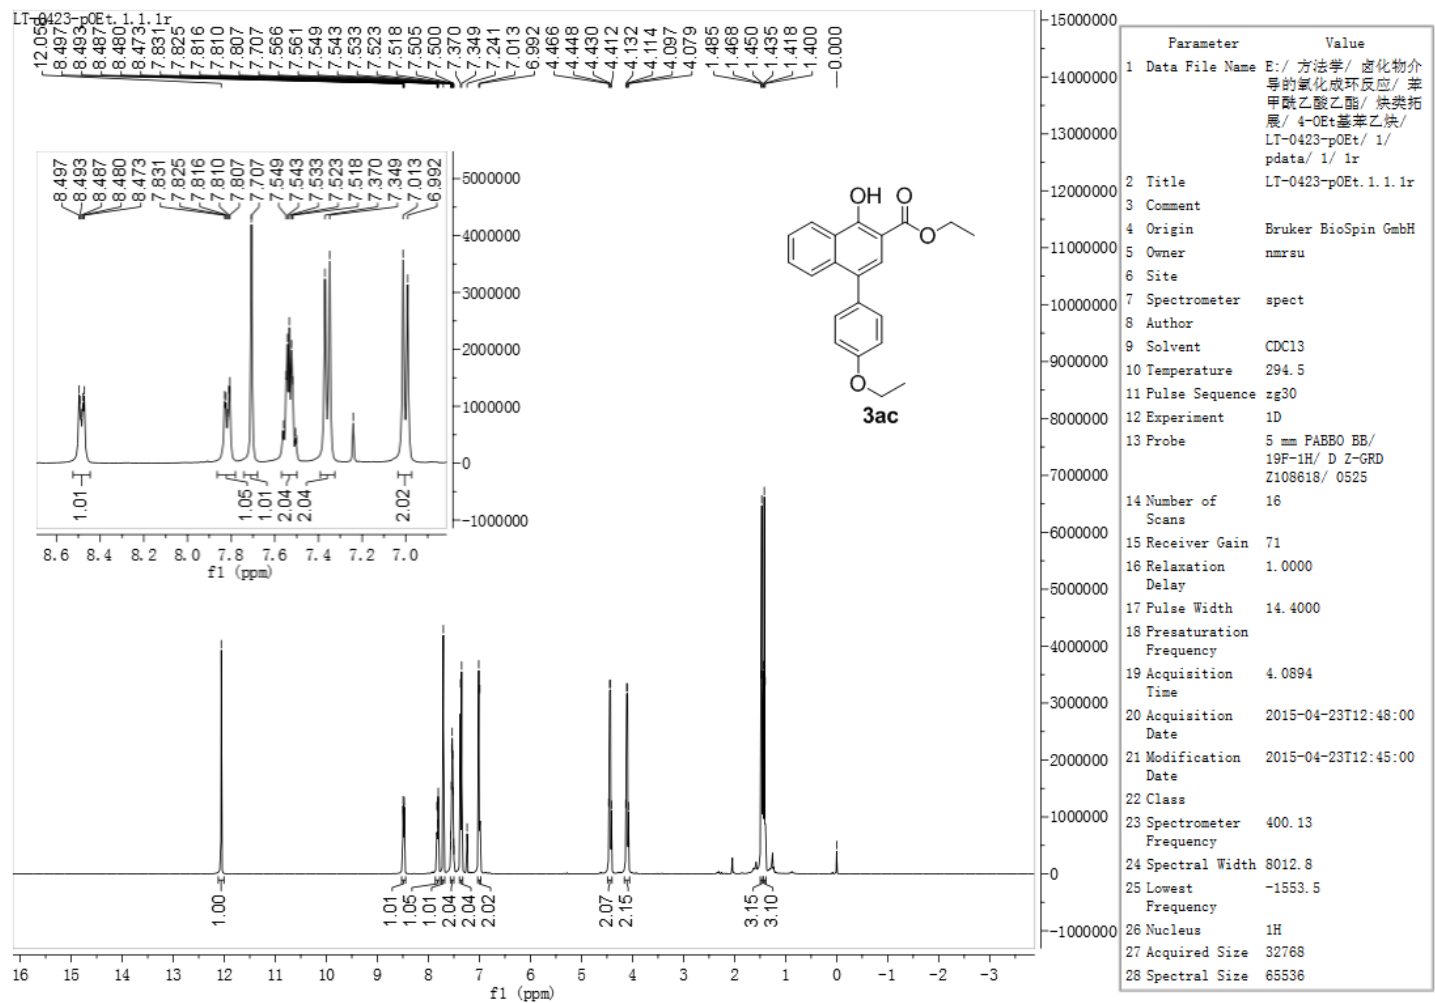 LT-0423-pOEt.1.1.1r
12.058
8.497
8.493
8.487
8.480
8.473
7.831
7.825
7.816
7.810
7.807
7.707
7.566
7.561
7.549
7.543
7.533
7.523
7.518
7.505
7.500
7.370
7.349
7.241
7.013
6.992
4.466
4.448
4.430
4.412
4.132
4.114
4.097
4.079
1.485
1.468
1.450
1.435
1.418
1.400
0.000
8.497
8.493
8.487
8.480
8.473
7.831
7.825
7.816
7.810
7.807
7.707
7.549
7.543
7.533
7.523
7.518
7.370
7.349
7.013
6.992
5000000
4000000
3000000
2000000
1000000
0
-1000000
1.01
1.05
1.01
2.04
2.04
2.02
8.6 8.4 8.2 8.0 7.8 7.6 7.4 7.2 7.0
f1 (ppm)
OH
O
O
O
3ac
15000000
14000000
13000000
12000000
11000000
10000000
9000000
8000000
7000000
6000000
5000000
4000000
3000000
2000000
1000000
0
-1000000
1.00
1.01
1.05
1.01
2.04
2.04
2.02
2.07
2.15
3.15
3.10
16 15 14 13 12 11 10 9 8 7 6 5 4 3 2 1 0 -1 -2 -3
f1 (ppm)
Parameter Value
1 Data File Name E:/ 方法学/ 卤化物介
导的氧化成环反应/ 苯
甲酰乙酸乙酯/ 炔类拓
展/ 4-OEt基苯乙炔/
LT-0423-pOEt/ 1/
pdata/ 1/ 1r
2 Title LT-0423-pOEt.1.1.1r
3 Comment
4 Origin Bruker BioSpin GmbH
5 Owner nmrsu
6 Site
7 Spectrometer spect
8 Author
9 Solvent CDCl3
10 Temperature 294.5
11 Pulse Sequence zg30
12 Experiment 1D
13 Probe 5 mm PABBO BB/
19F-1H/ D Z-GRD
Z108618/ 0525
14 Number of 16
Scans
15 Receiver Gain 71
16 Relaxation 1.0000
Delay
17 Pulse Width 14.4000
18 Presaturation
Frequency
19 Acquisition 4.0894
Time
20 Acquisition 2015-04-23T12:48:00
Date
21 Modification 2015-04-23T12:45:00
Date
22 Class
23 Spectrometer 400.13
Frequency
24 Spectral Width 8012.8
25 Lowest -1553.5
Frequency
26 Nucleus 1H
27 Acquired Size 32768
28 Spectral Size 65536